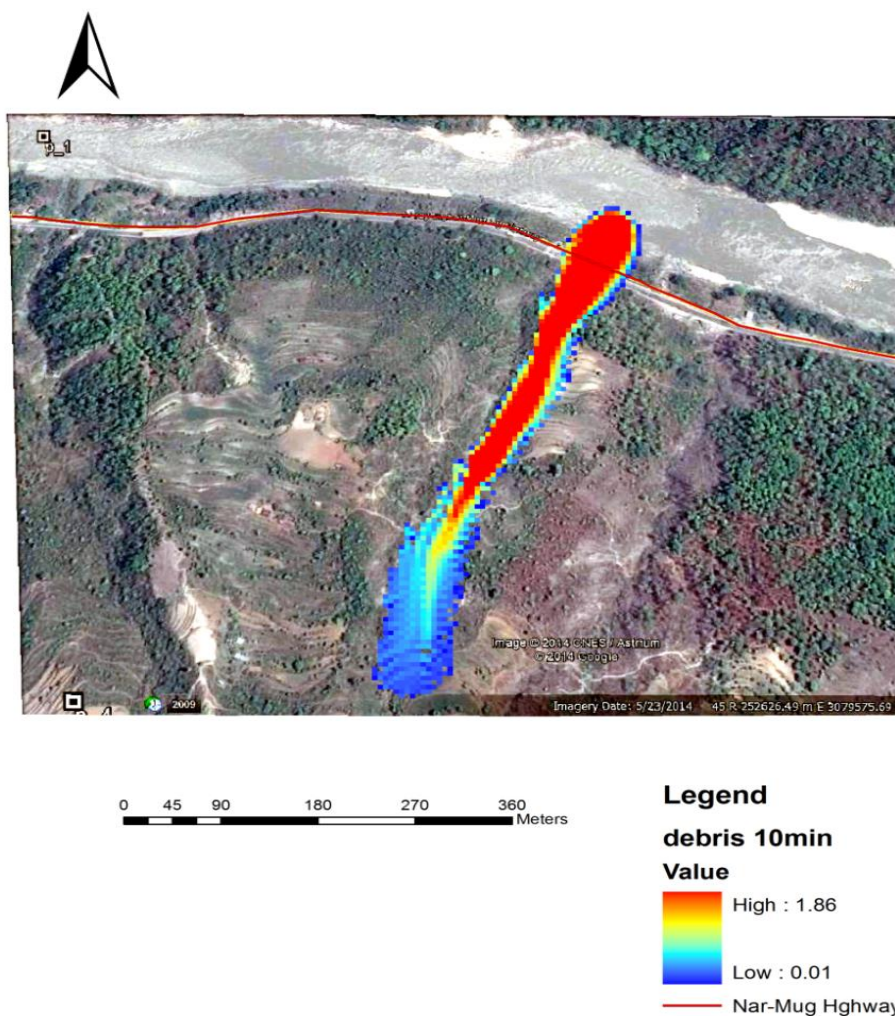 p_1
Image © 2014 CNES / Astrium
© 2014 Google
2009
Imagery Date: 5/23/2014 45 R 252626.49 m E 3079575.69
0 45 90 180 270 360
Meters
Legend
debris 10min
Value
High : 1.86
Low : 0.01
Nar-Mug Hghway